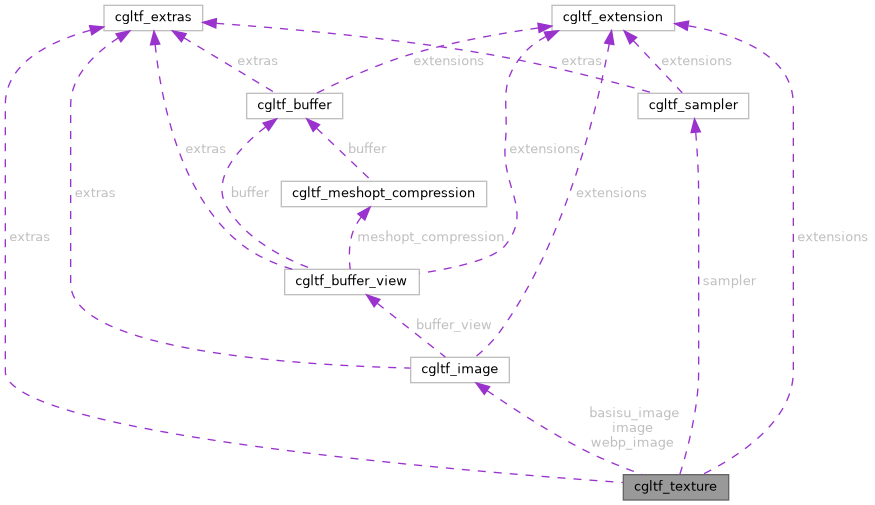 cgltf_extras
cgltf_extension
extras
extensions
extras
extensions
cgltf_buffer
cgltf_sampler
extras
buffer
extensions
extras
buffer
cgltf_meshopt_compression
extensions
extras
meshopt_compression
extensions
cgltf_buffer_view
sampler
buffer_view
cgltf_image
basisu_image
image
webp_image
cgltf_texture